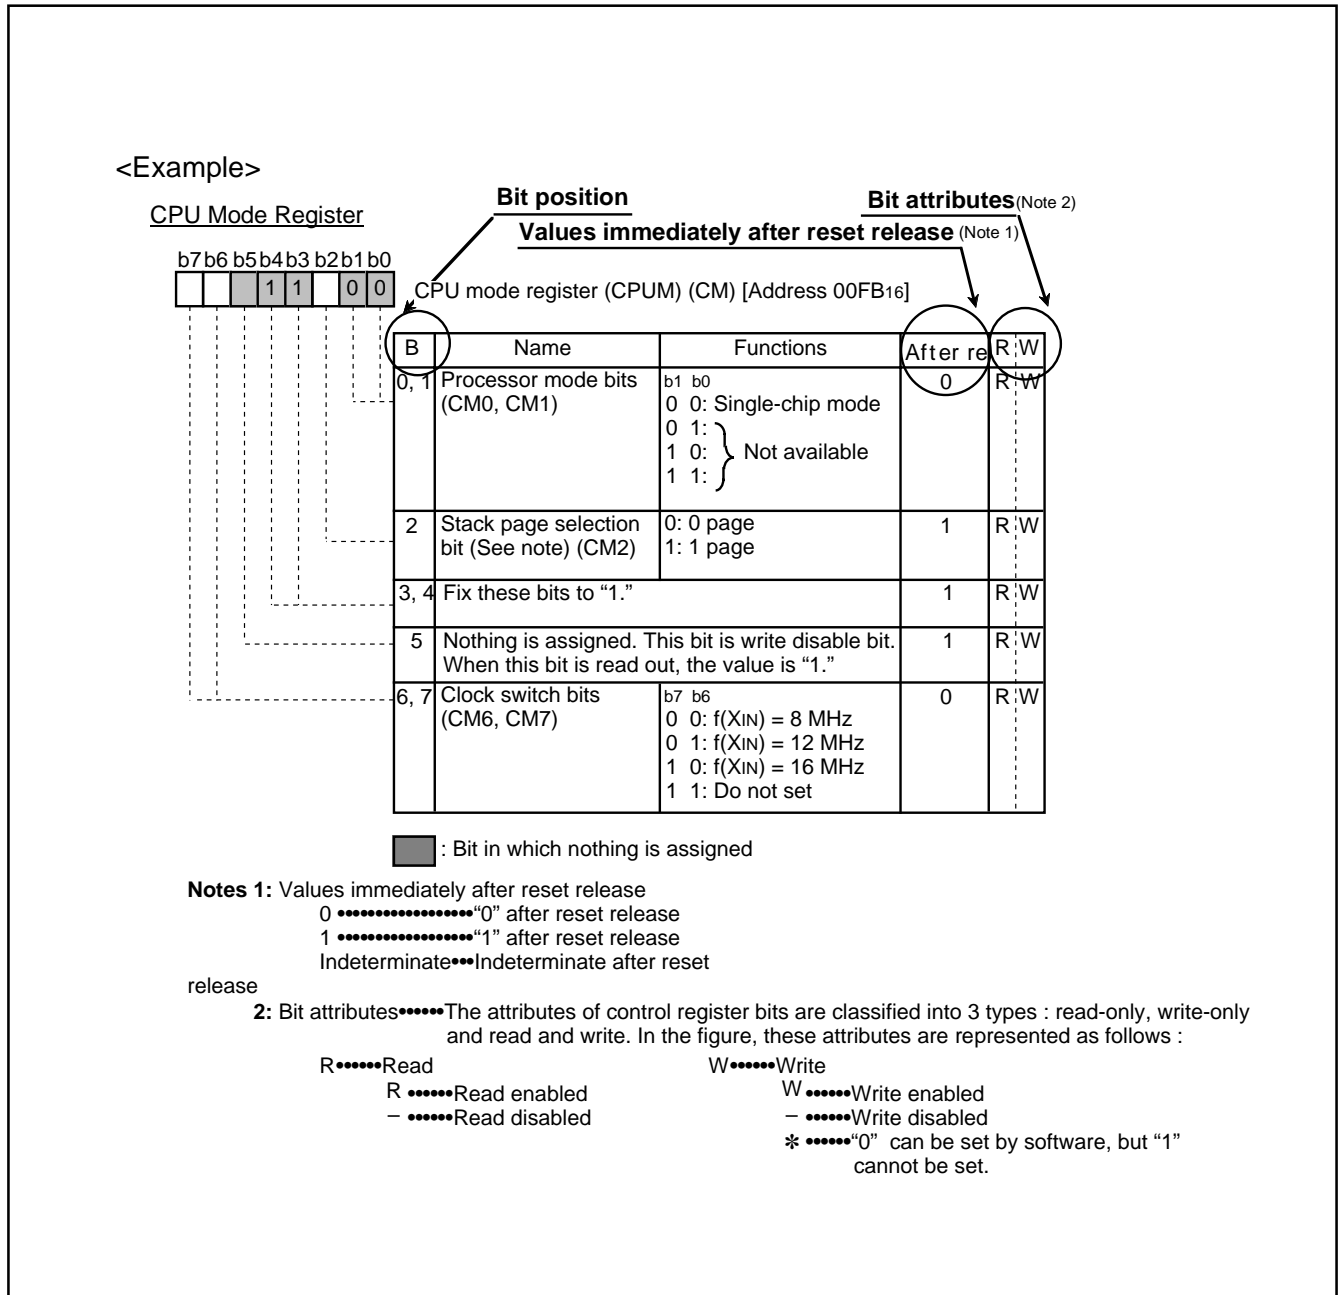 <Example>
CPU Mode Register
Bit position
Bit attributes(Note 2)
Values immediately after reset release (Note 1)
b7b6 b5b4b3 b2b1b0
1 1 0 0
CPU mode register (CPUM) (CM) [Address 00FB16]
B Name Functions After re R W
0, 1 Processor mode bits b1 b0 0 R W
(CM0, CM1) 0 0: Single-chip mode
0 1:
1 0: Not available
1 1:
2 Stack page selection 0: 0 page 1 R W
bit (See note) (CM2) 1: 1 page
3, 4 Fix these bits to “1.” 1 R W
5 Nothing is assigned. This bit is write disable bit. 1 R W
When this bit is read out, the value is “1.”
6, 7 Clock switch bits b7 b6 0 R W
(CM6, CM7) 0 0: f(XIN) = 8 MHz
0 1: f(XIN) = 12 MHz
1 0: f(XIN) = 16 MHz
1 1: Do not set
: Bit in which nothing is assigned
Notes 1: Values immediately after reset release
0 ••••••••••••••••••“0” after reset release
1 ••••••••••••••••••“1” after reset release
Indeterminate•••Indeterminate after reset
release
2: Bit attributes••••••The attributes of control register bits are classified into 3 types : read-only, write-only
and read and write. In the figure, these attributes are represented as follows :
R••••••Read W••••••Write
R ••••••Read enabled W ••••••Write enabled
– ••••••Read disabled – ••••••Write disabled
✻ ••••••“0” can be set by software, but “1”
cannot be set.